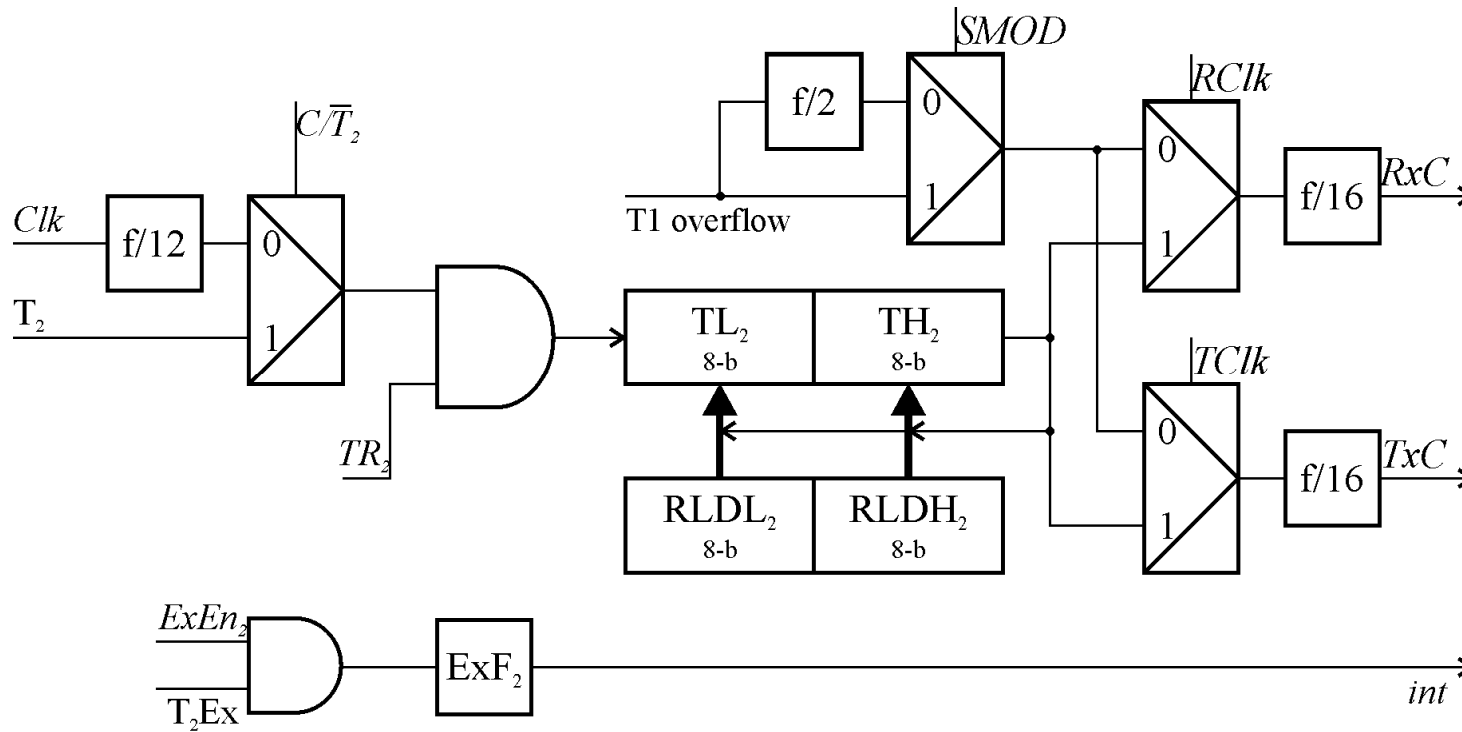 SMOD
RClk
f/2
0
C/T̅₂
0
RxC
f/16
Clk
1
T1 overflow
f/12
0
1
T₂
1
TL₂
TH₂
8-b
8-b
TClk
0
TR₂
TxC
f/16
RLDL₂
RLDH₂
1
8-b
8-b
ExEn₂
ExF₂
T₂Ex
int